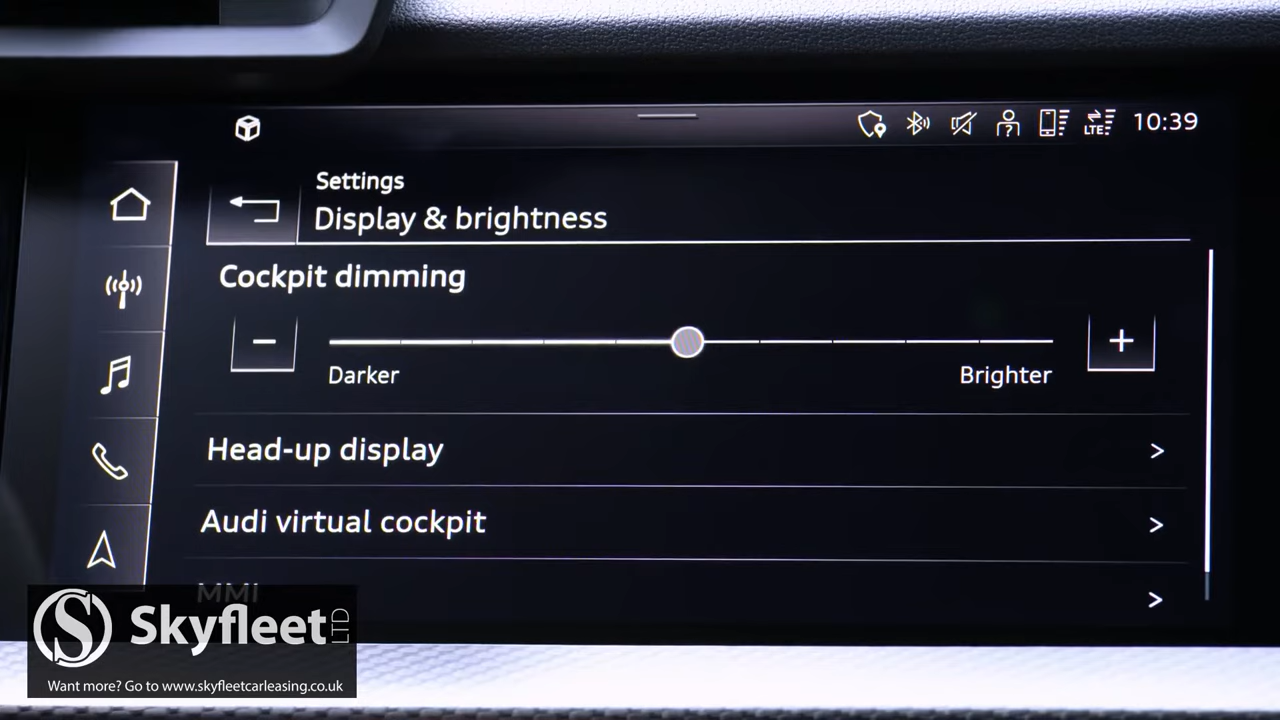 LTE
10:39
Settings
Display & brightness
Cockpit dimming
Darker
Brighter
Head-up display
Audi virtual cockpit
MMI
Skyfleet LTD
Want more? Go to www.skyfleetcarleasing.co.uk